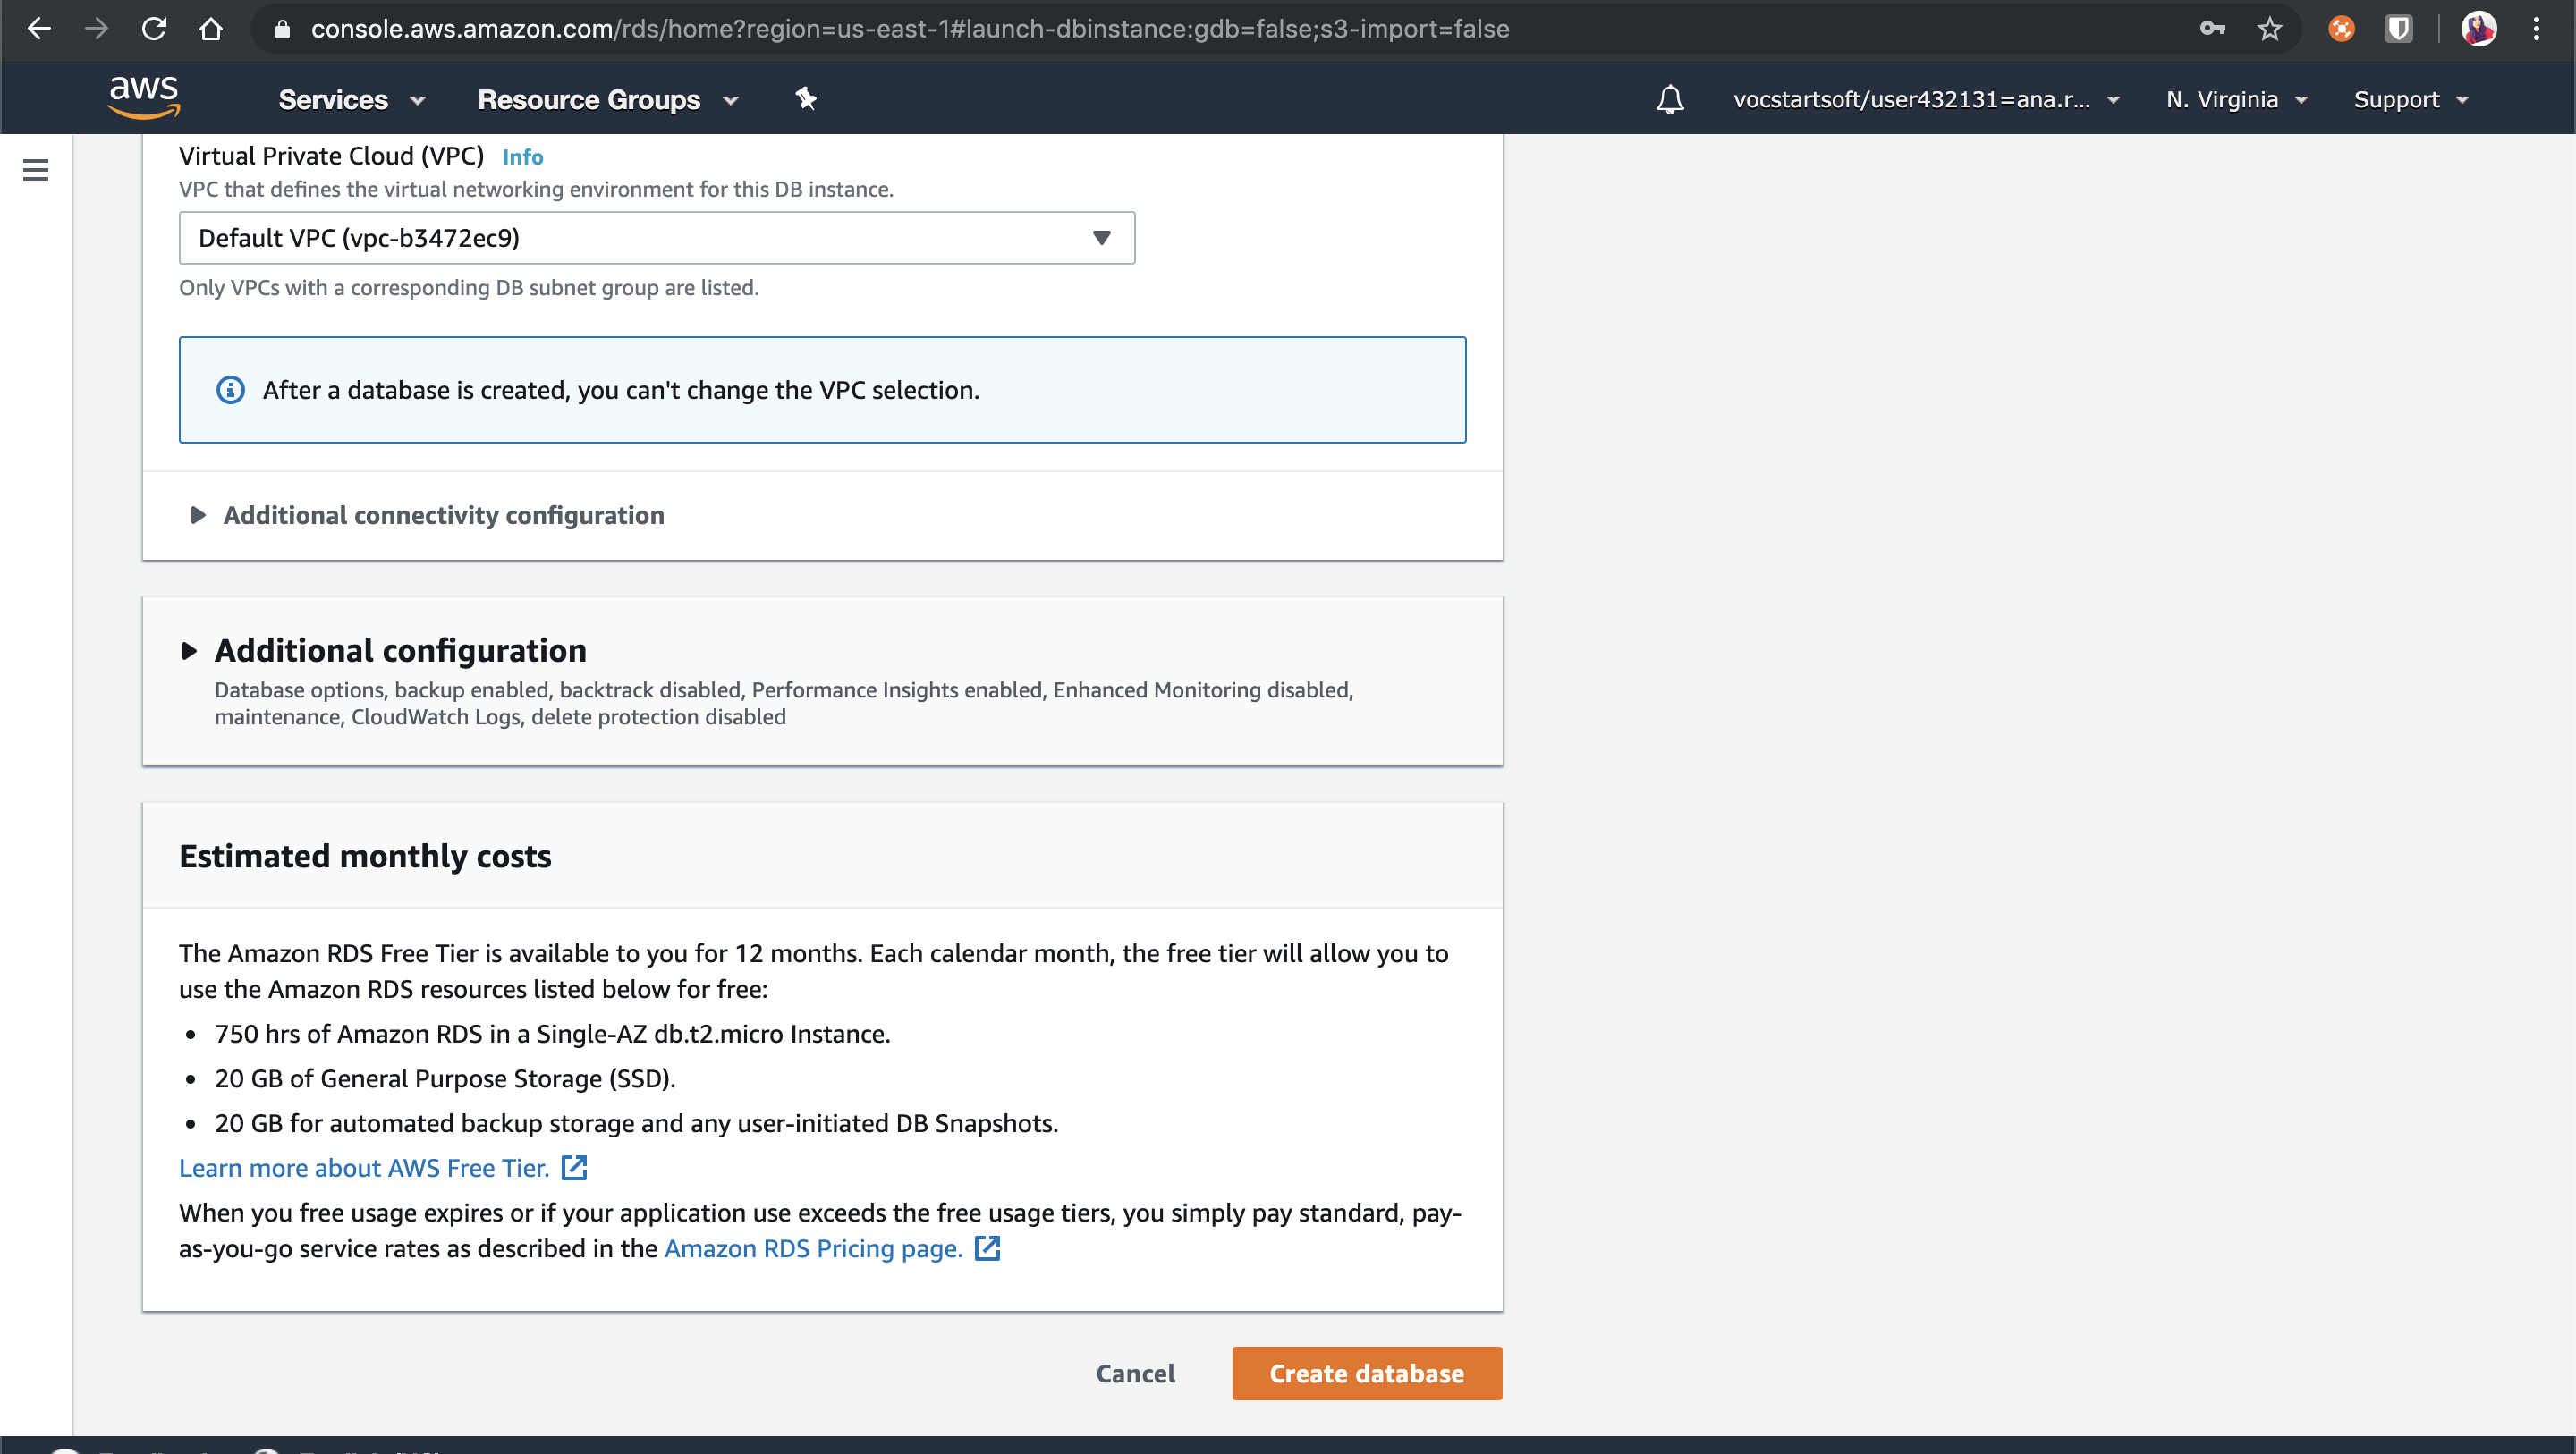 console.aws.amazon.com/rds/home?region=us-east-1#launch-dbinstance:gdb=false;s3-import=false
aws
Services
Resource Groups
vocstartsoft/user432131=ana.r...
N. Virginia
Support
Virtual Private Cloud (VPC) Info
VPC that defines the virtual networking environment for this DB instance.
Default VPC (vpc-b3472ec9)
Only VPCs with a corresponding DB subnet group are listed.
After a database is created, you can't change the VPC selection.
Additional connectivity configuration
Additional configuration
Database options, backup enabled, backtrack disabled, Performance Insights enabled, Enhanced Monitoring disabled,
maintenance, CloudWatch Logs, delete protection disabled
Estimated monthly costs
The Amazon RDS Free Tier is available to you for 12 months. Each calendar month, the free tier will allow you to
use the Amazon RDS resources listed below for free:
• 750 hrs of Amazon RDS in a Single-AZ db.t2.micro Instance.
• 20 GB of General Purpose Storage (SSD).
• 20 GB for automated backup storage and any user-initiated DB Snapshots.
Learn more about AWS Free Tier.
When you free usage expires or if your application use exceeds the free usage tiers, you simply pay standard, pay-
as-you-go service rates as described in the Amazon RDS Pricing page.
Cancel
Create database